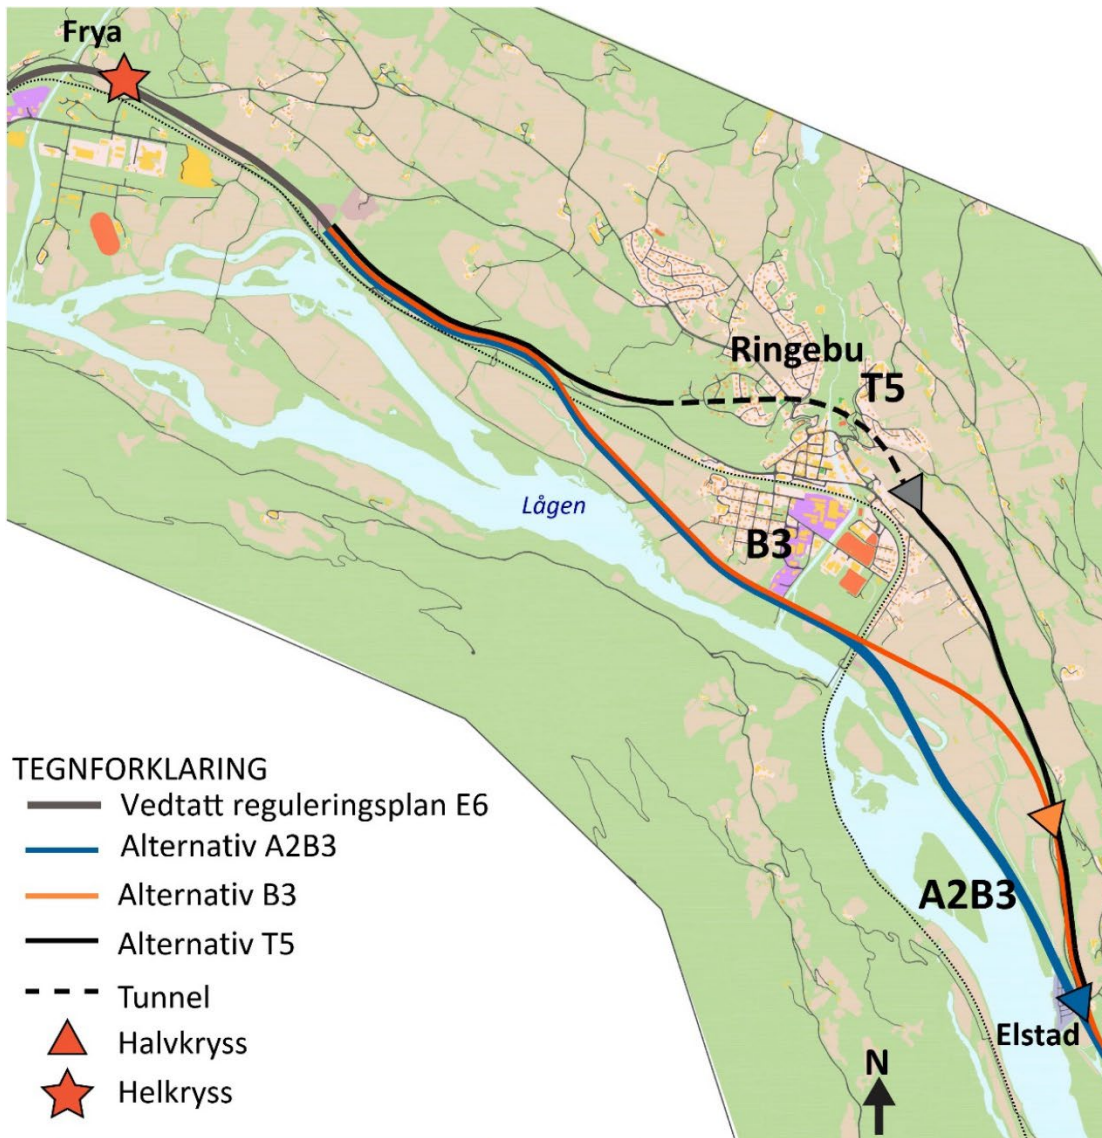 Frya
Ringebu
T5
Lågen
B3
TEGNFORKLARING
Vedtatt reguleringsplan E6
Alternativ A2B3
Alternativ B3
Alternativ T5
Tunnel
Halvkryss
Helkryss
A2B3
Elstad
N